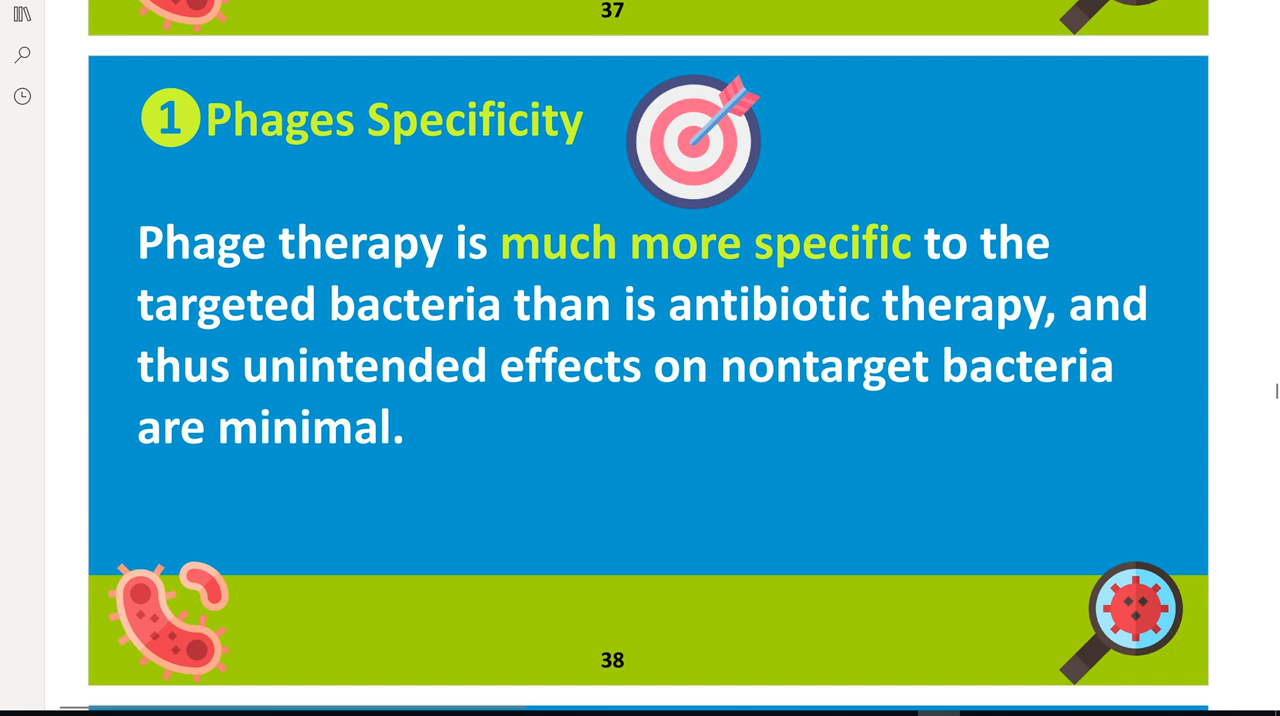 37
1 Phages Specificity
Phage therapy is much more specific to the
targeted bacteria than is antibiotic therapy, and
thus unintended effects on nontarget bacteria
are minimal.
38